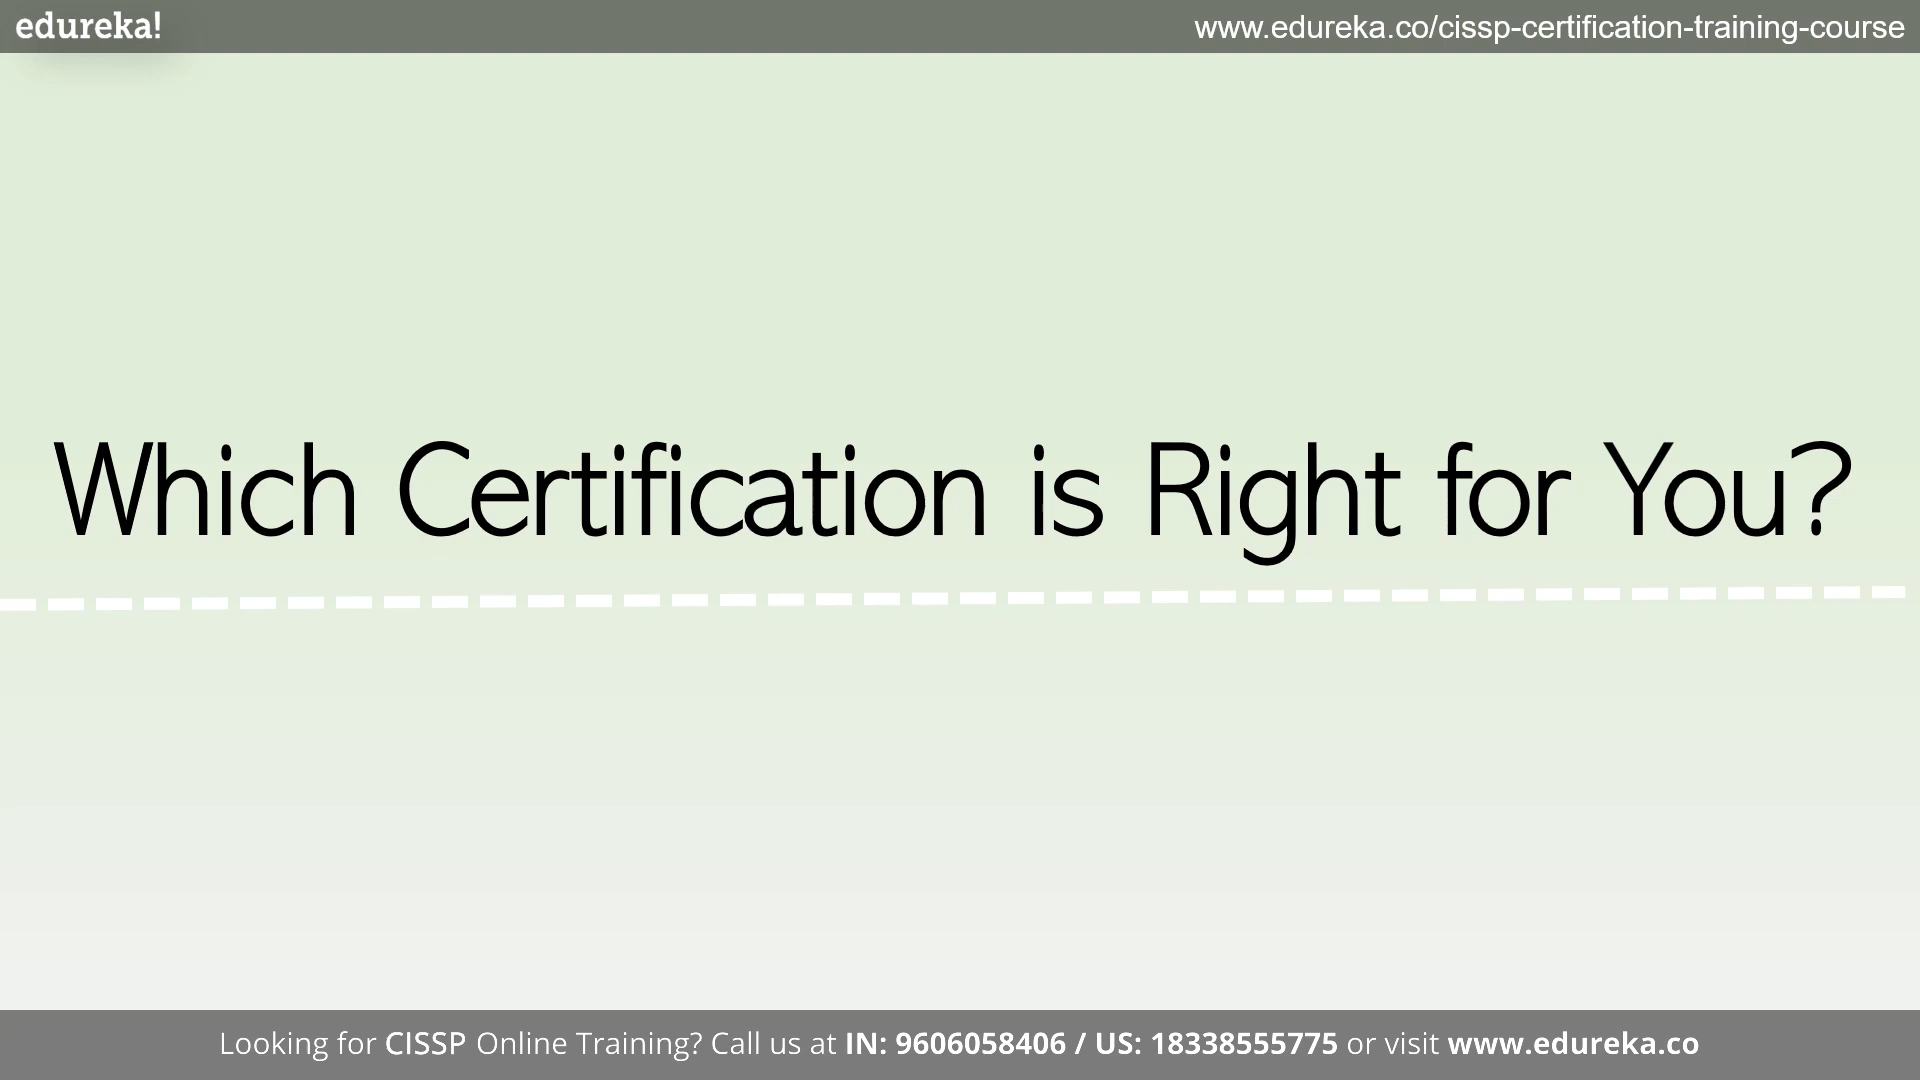 edureka!
www.edureka.co/cissp-certification-training-course
Which Certification is Right for You?
Looking for CISSP Online Training? Call us at IN: 9606058406 / US: 18338555775 or visit www.edureka.co